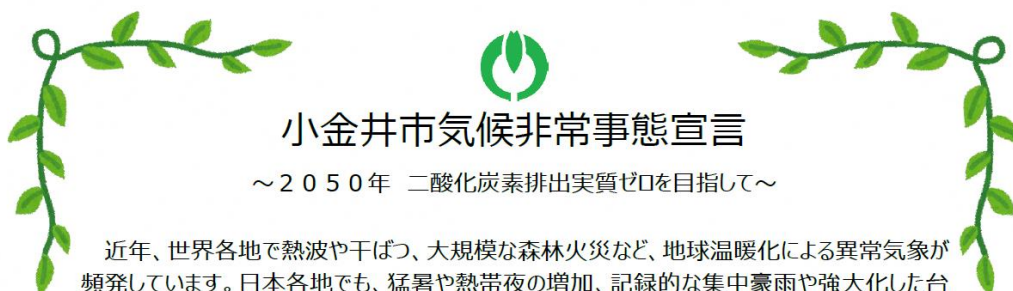 小金井市気候非常事態宣言
～２０５０年　二酸化炭素排出実質ゼロを目指して～
近年、世界各地で熱波や干ばつ、大規模な森林火災など、地球温暖化による異常気象が
頻発しています。日本各地でも、猛暑や熱帯夜の増加、記録的な集中豪雨や強大化した台